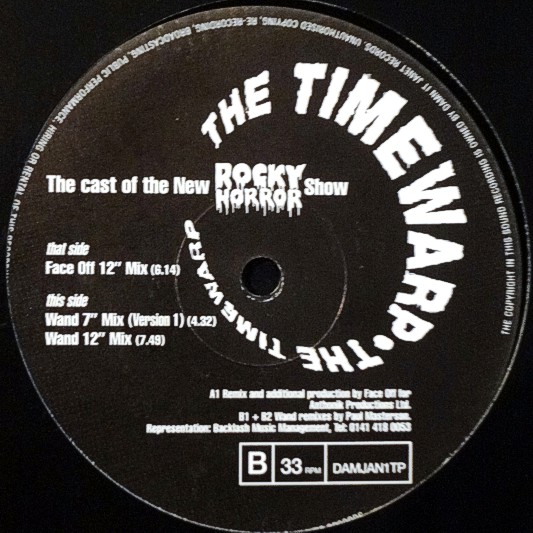 THE TIMEWARP • THE TIMEWARP
The cast of the New ROCKY HORROR Show
that side
Face Off 12" Mix (6.14)
this side
Wand 7" Mix (Version 1) (4.32)
Wand 12" Mix (7.49)
A1 Remix and additional production by Face Off for
Anthonik Productions Ltd.
B1 + B2 Wand remixes by Paul Masterson.
Representation: Backlash Music Management, Tel: 0141 418 0053
B 33 RPM DAMJAN1TP
THE COPYRIGHT IN THIS SOUND RECORDING IS OWNED BY DAMN IT JANET RECORDS. UNAUTHORISED COPYING, RE-RECORDING, BROADCASTING, PUBLIC PERFORMANCE, HIRING OR RENTAL OF THIS